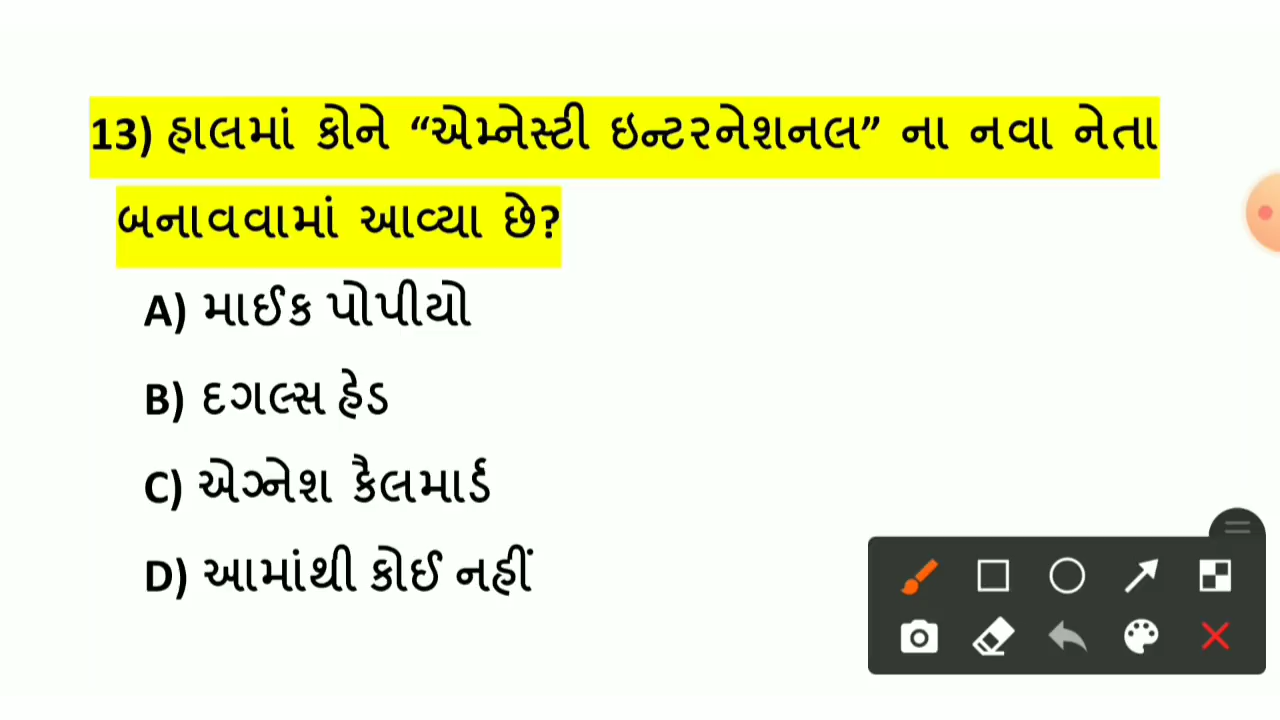 13) હાલમાં કોને “એમ્નેસ્ટી ઇન્ટરનેશનલ” ના નવા નેતા
બનાવવામાં આવ્યા છે?
A) માઈક પોપીયો
B) દગલ્સ હેડ
C) એગ્નેશ કૈલમાર્ડ
D) આમાંથી કોઈ નહીં